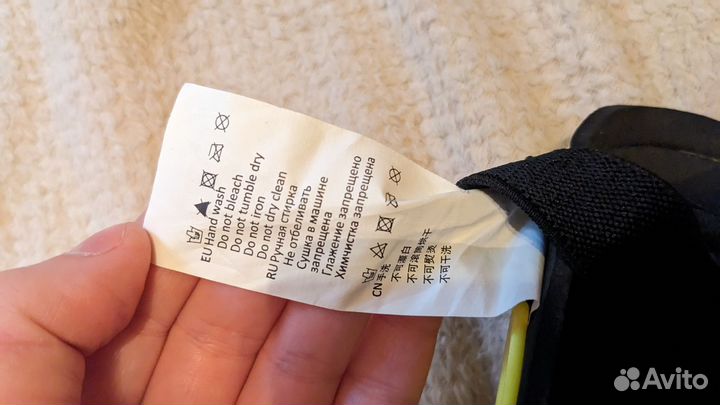 EU Hand wash
Do not bleach
Do not tumble dry
Do not iron
Do not dry clean
RU Ручная стирка
Не отбеливать
Сушка в машине
запрещена
Глажение запрещено
Химчистка запрещена
CN 手洗
不可漂白
不可滚筒烘干
不可熨烫
不可干洗
Avito